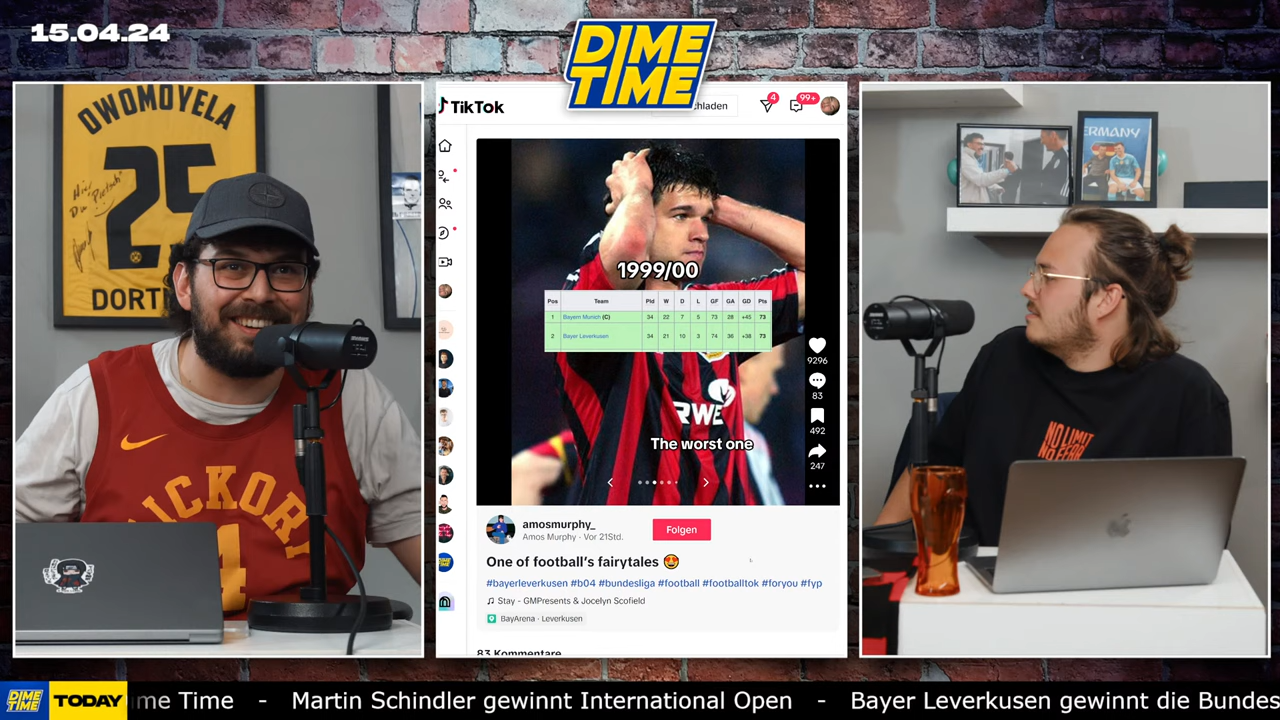 15.04.24
DIME
TIME
OWOMOYELA
25
DORT
HICKORY
TikTok
chladen
4
99+
1999/00
Pos Team Pld W D L GF GA GD Pts
1 Bayern Munich (C) 34 22 7 5 73 28 +45 73
2 Bayer Leverkusen 34 21 10 3 74 36 +38 73
RWE
The worst one
9296
83
492
247
amosmurphy_
Amos Murphy · Vor 21Std.
Folgen
One of football's fairytales 😍
#bayerleverkusen #b04 #bundesliga #football #footballtok #foryou #fyp
Stay - GMPresents & Jocelyn Scofield
BayArena · Leverkusen
83 Kommentare
ERMANY
NO LIMIT
NO FEAR
DIME
TIME
TODAY
me Time - Martin Schindler gewinnt International Open - Bayer Leverkusen gewinnt die Bundes